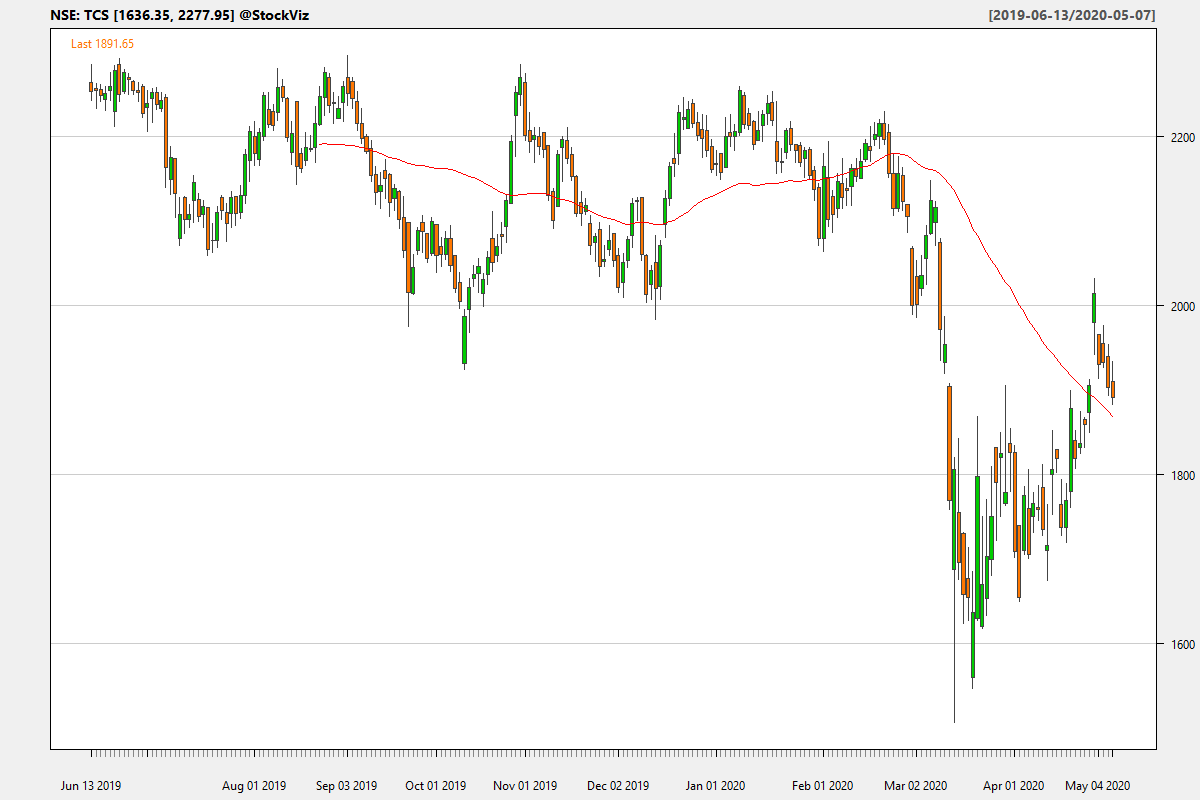 NSE: TCS [1636.35, 2277.95] @StockViz
[2019-06-13/2020-05-07]
Last 1891.65
2200
2000
1800
1600
Jun 13 2019
Aug 01 2019
Sep 03 2019
Oct 01 2019
Nov 01 2019
Dec 02 2019
Jan 01 2020
Feb 01 2020
Mar 02 2020
Apr 01 2020
May 04 2020